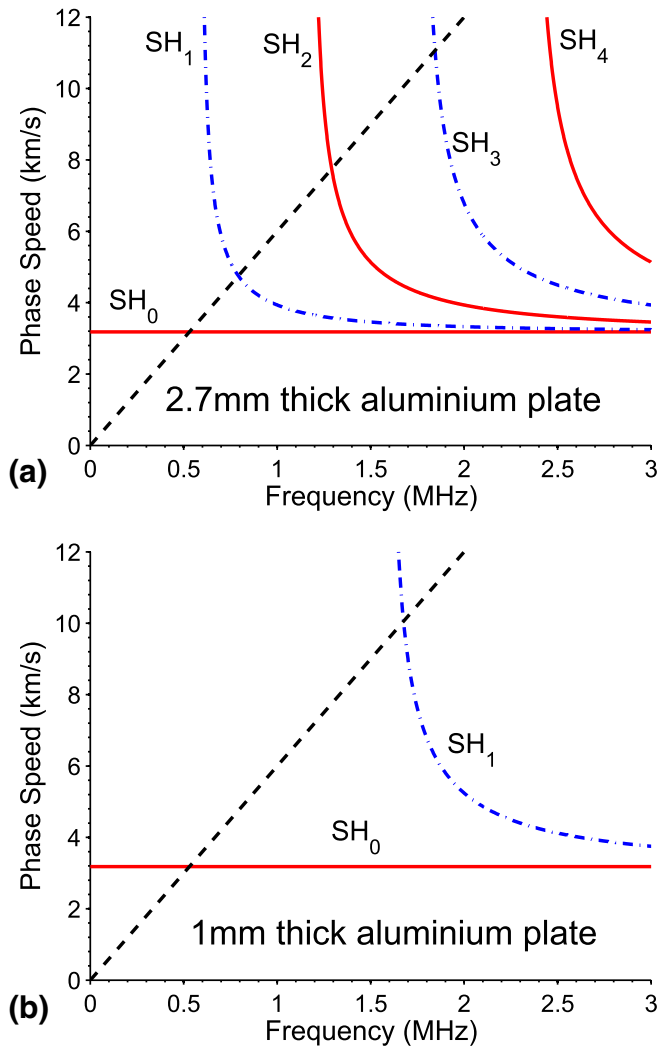 12
10
8
6
4
2
0
Phase Speed (km/s)
SH1
SH2
SH3
SH4
SH0
2.7mm thick aluminium plate
0 0.5 1 1.5 2 2.5 3
(a)
Frequency (MHz)
12
10
8
6
4
2
0
Phase Speed (km/s)
SH1
SH0
1mm thick aluminium plate
0 0.5 1 1.5 2 2.5 3
(b)
Frequency (MHz)